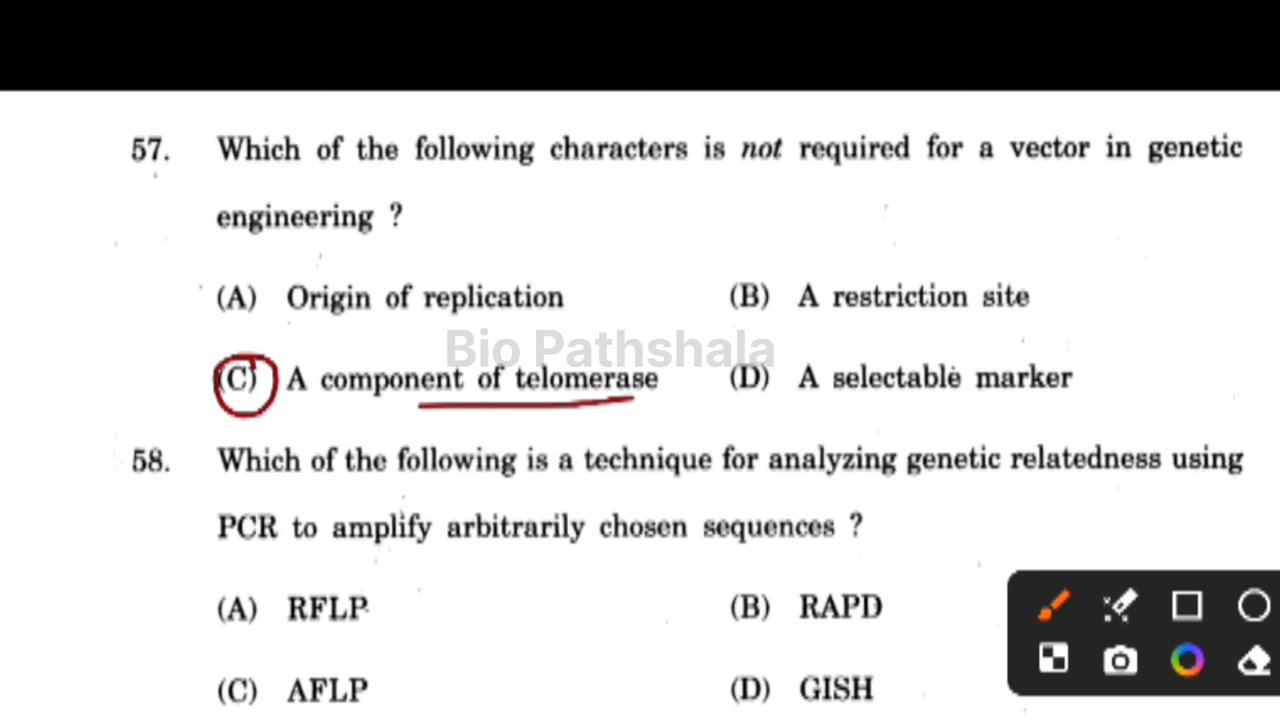 57. Which of the following characters is not required for a vector in genetic
engineering ?
(A) Origin of replication (B) A restriction site
Bio Pathshala
(C) A component of telomerase (D) A selectable marker
58. Which of the following is a technique for analyzing genetic relatedness using
PCR to amplify arbitrarily chosen sequences ?
(A) RFLP (B) RAPD
(C) AFLP (D) GISH